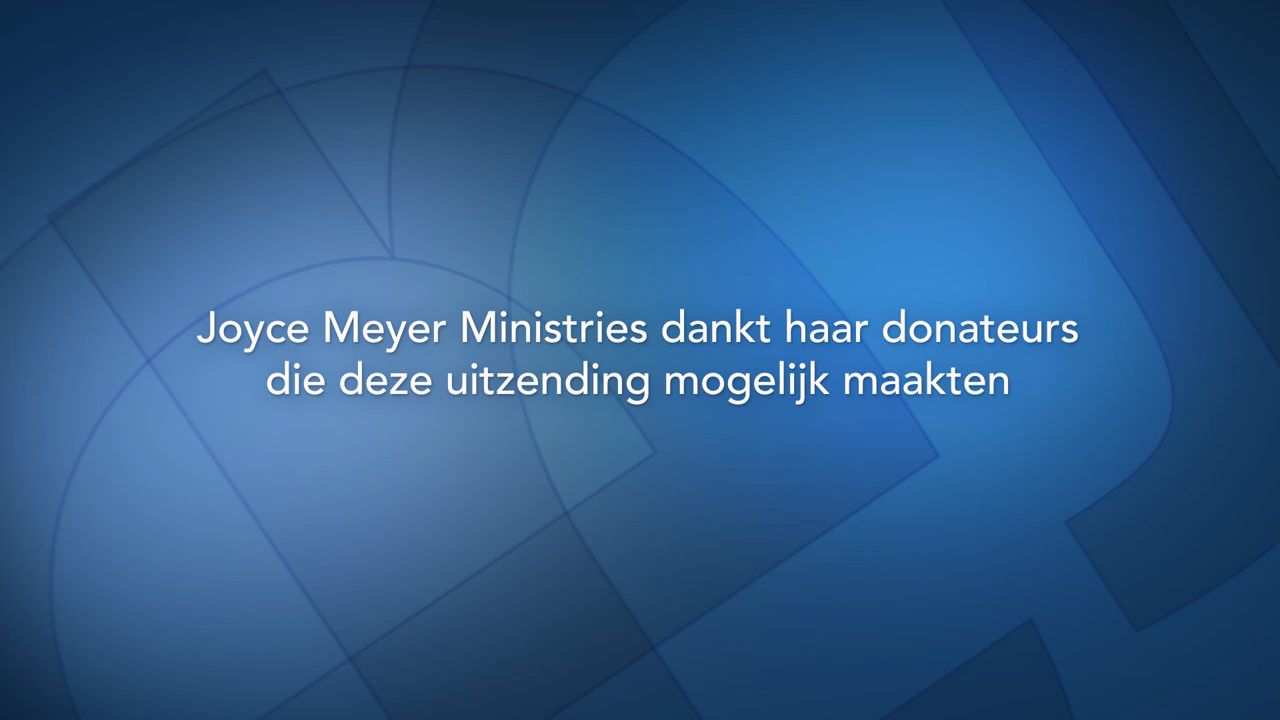 Joyce Meyer Ministries dankt haar donateurs
die deze uitzending mogelijk maakten